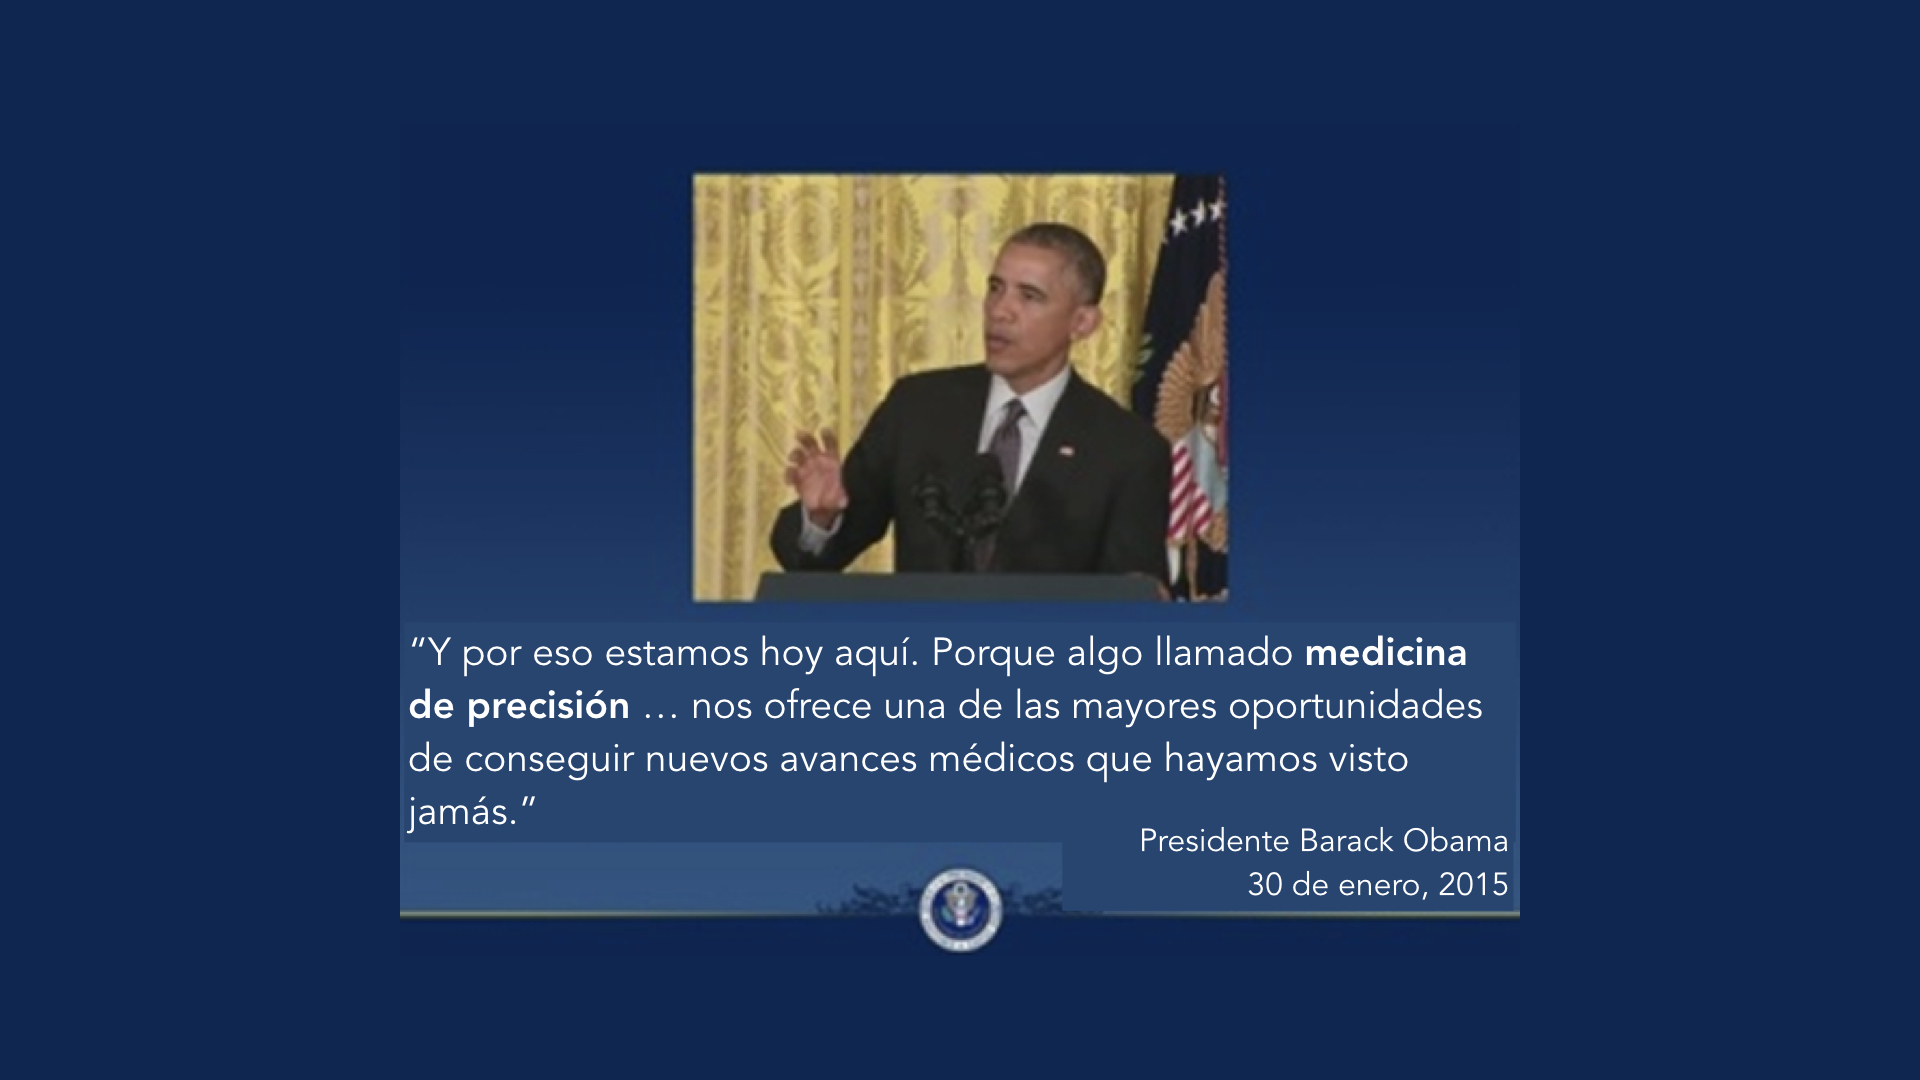 “Y por eso estamos hoy aquí. Porque algo llamado medicina
de precisión … nos ofrece una de las mayores oportunidades
de conseguir nuevos avances médicos que hayamos visto
jamás.”
Presidente Barack Obama
30 de enero, 2015